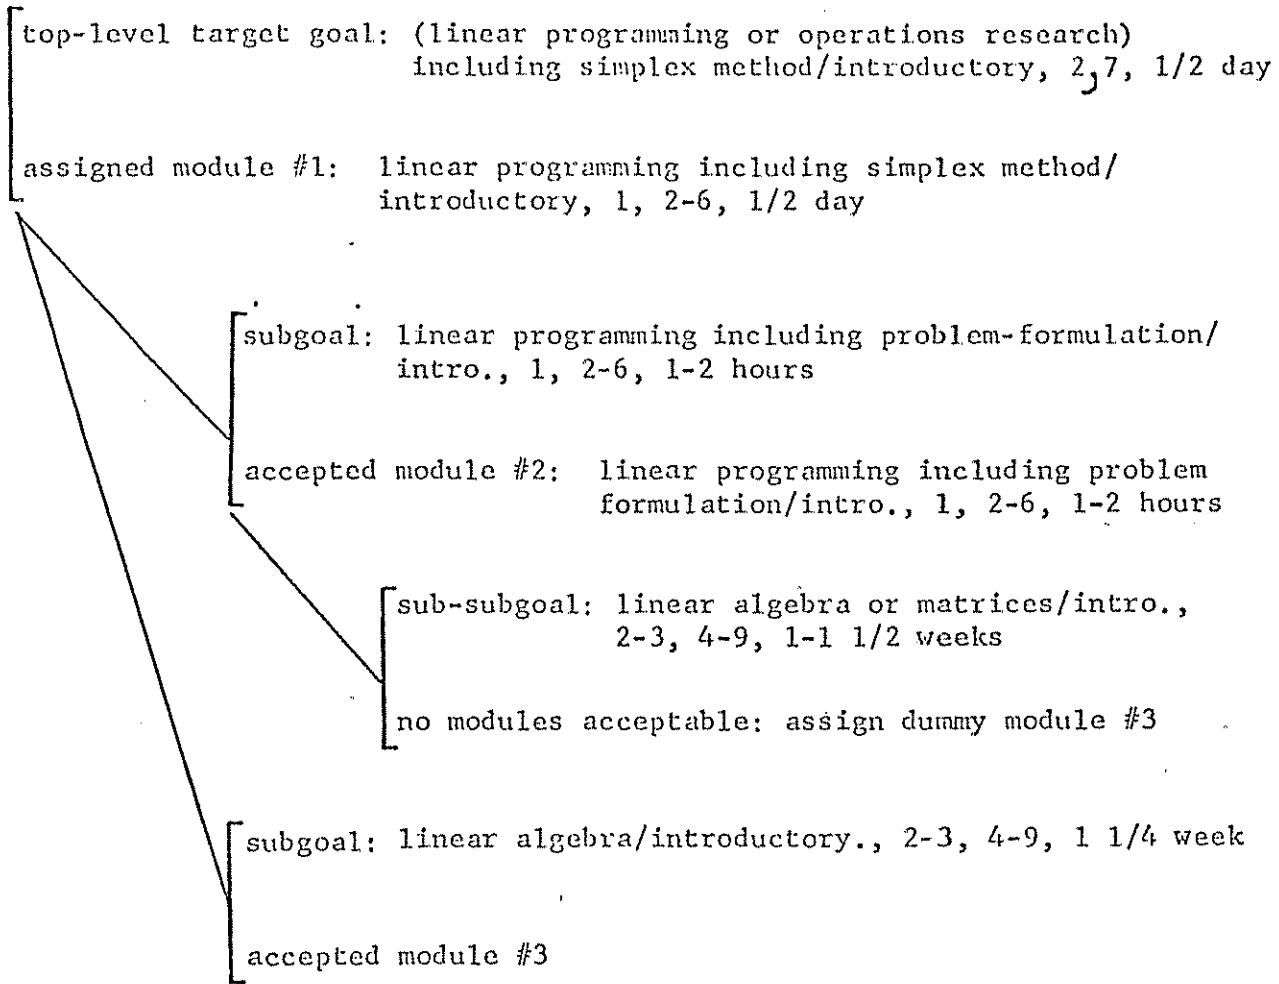 top-level target goal: (linear programming or operations research)
including simplex method/introductory, 2,7, 1/2 day
assigned module #1: linear programming including simplex method/
introductory, 1, 2-6, 1/2 day
subgoal: linear programming including problem-formulation/
intro., 1, 2-6, 1-2 hours
accepted module #2: linear programming including problem
formulation/intro., 1, 2-6, 1-2 hours
sub-subgoal: linear algebra or matrices/intro.,
2-3, 4-9, 1-1 1/2 weeks
no modules acceptable: assign dummy module #3
subgoal: linear algebra/introductory., 2-3, 4-9, 1 1/4 week
accepted module #3